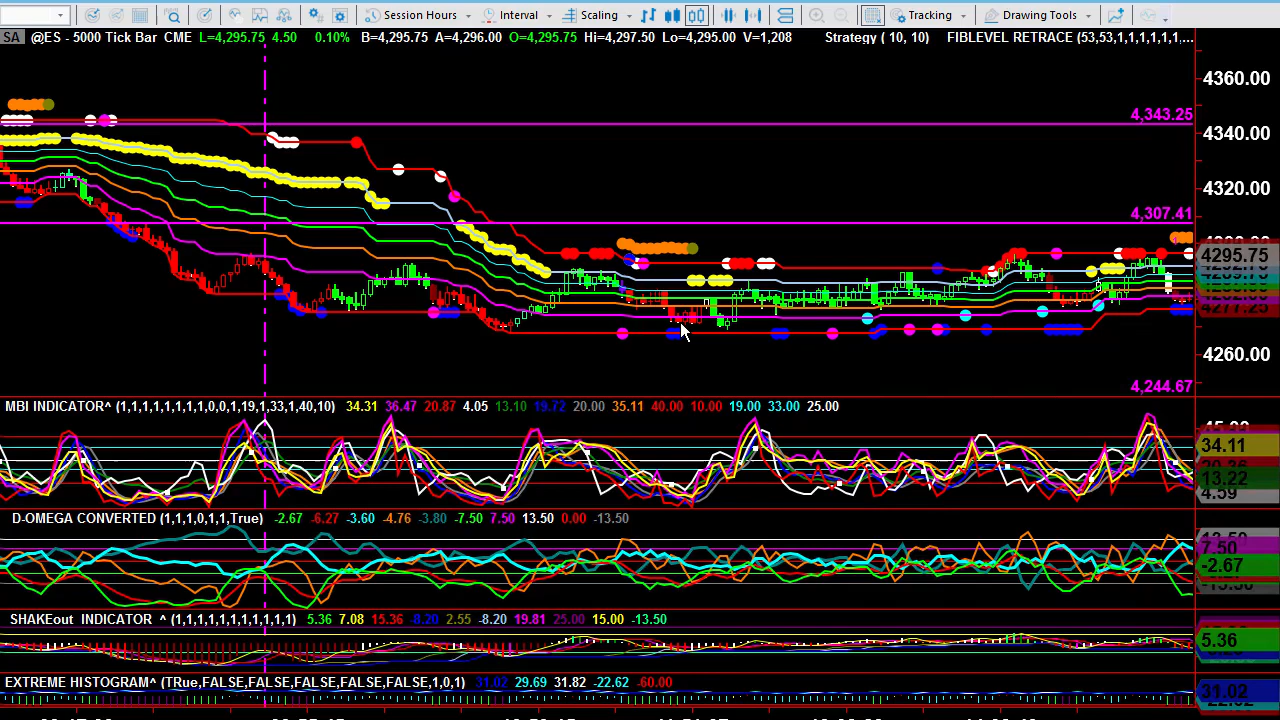 Session Hours Interval Scaling Tracking Drawing Tools
SA @ES - 5000 Tick Bar CME L=4,295.75 4.50 0.10% B=4,295.75 A=4,296.00 O=4,295.75 Hi=4,297.50 Lo=4,295.00 V=1,208 Strategy ( 10, 10) FIBLEVEL RETRACE (53,53,1,1,1,1,1,1,...
4360.00
4,343.25
4340.00
4320.00
4,307.41
4295.75
4277.25
4260.00
4,244.67
MBI INDICATOR^ (1,1,1,1,1,1,1,1,1,0,0,1,19,1,33,1,40,10) 34.31 36.47 20.87 4.05 13.10 19.72 20.00 35.11 40.00 10.00 19.00 33.00 25.00
34.11
13.22
4.59
D-OMEGA CONVERTED (1,1,1,0,1,1,True) -2.67 -6.27 -3.60 -4.76 -3.80 -7.50 7.50 13.50 0.00 -13.50
7.50
-2.67
SHAKEout INDICATOR ^ (1,1,1,1,1,1,1,1,1,1,1,1) 5.36 7.08 15.36 -8.20 2.55 -8.20 19.81 25.00 15.00 -13.50
5.36
EXTREME HISTOGRAM^ (TRue,FALSE,FALSE,FALSE,FALSE,FALSE,1,0,1) 31.02 29.69 31.82 -22.62 -60.00
31.02